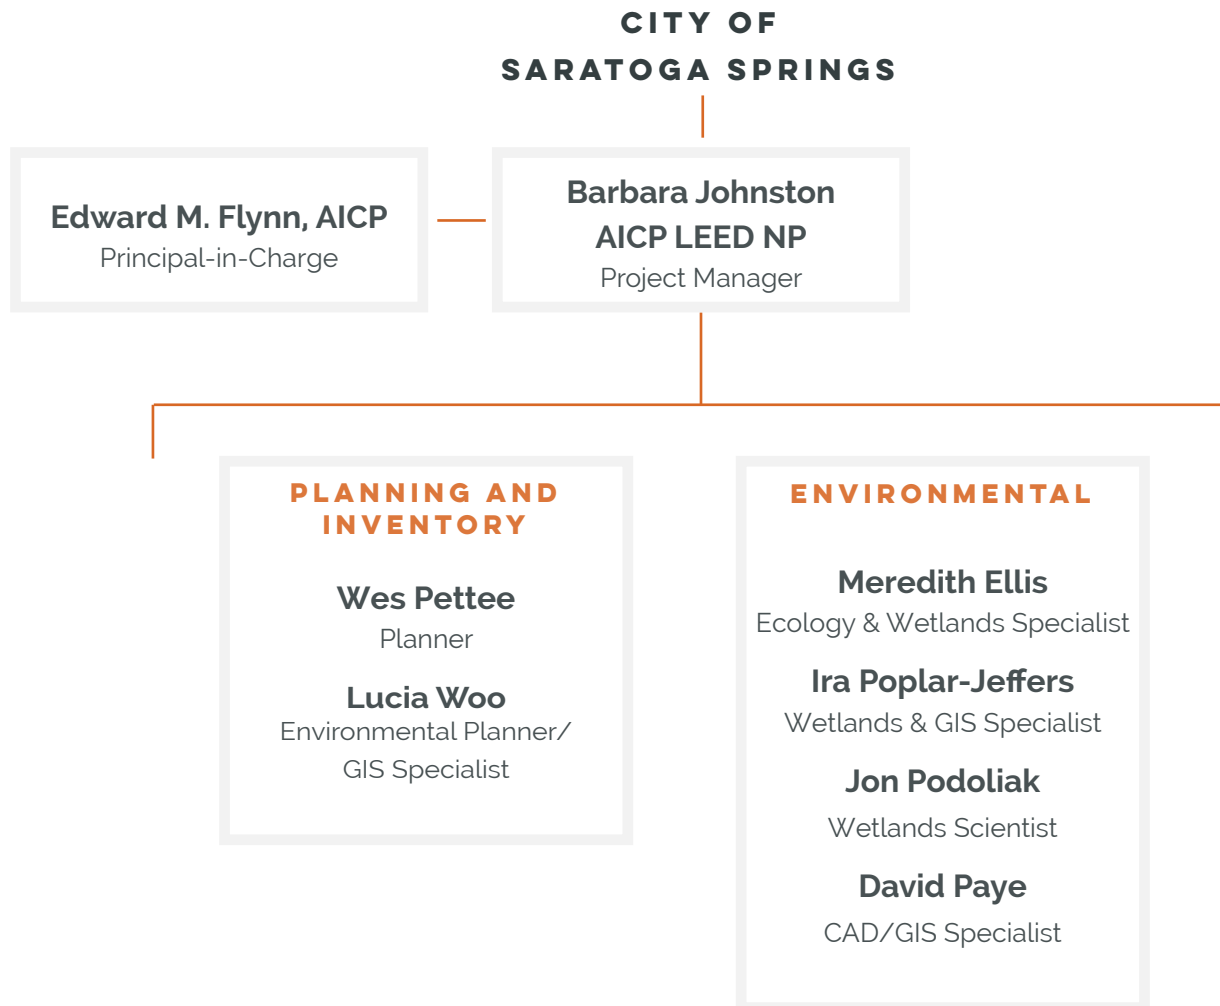 CITY OF
SARATOGA SPRINGS
Edward M. Flynn, AICP
Principal-in-Charge
Barbara Johnston
AICP LEED NP
Project Manager
PLANNING AND
INVENTORY
Wes Pettee
Planner
Lucia Woo
Environmental Planner/
GIS Specialist
ENVIRONMENTAL
Meredith Ellis
Ecology & Wetlands Specialist
Ira Poplar-Jeffers
Wetlands & GIS Specialist
Jon Podoliak
Wetlands Scientist
David Paye
CAD/GIS Specialist